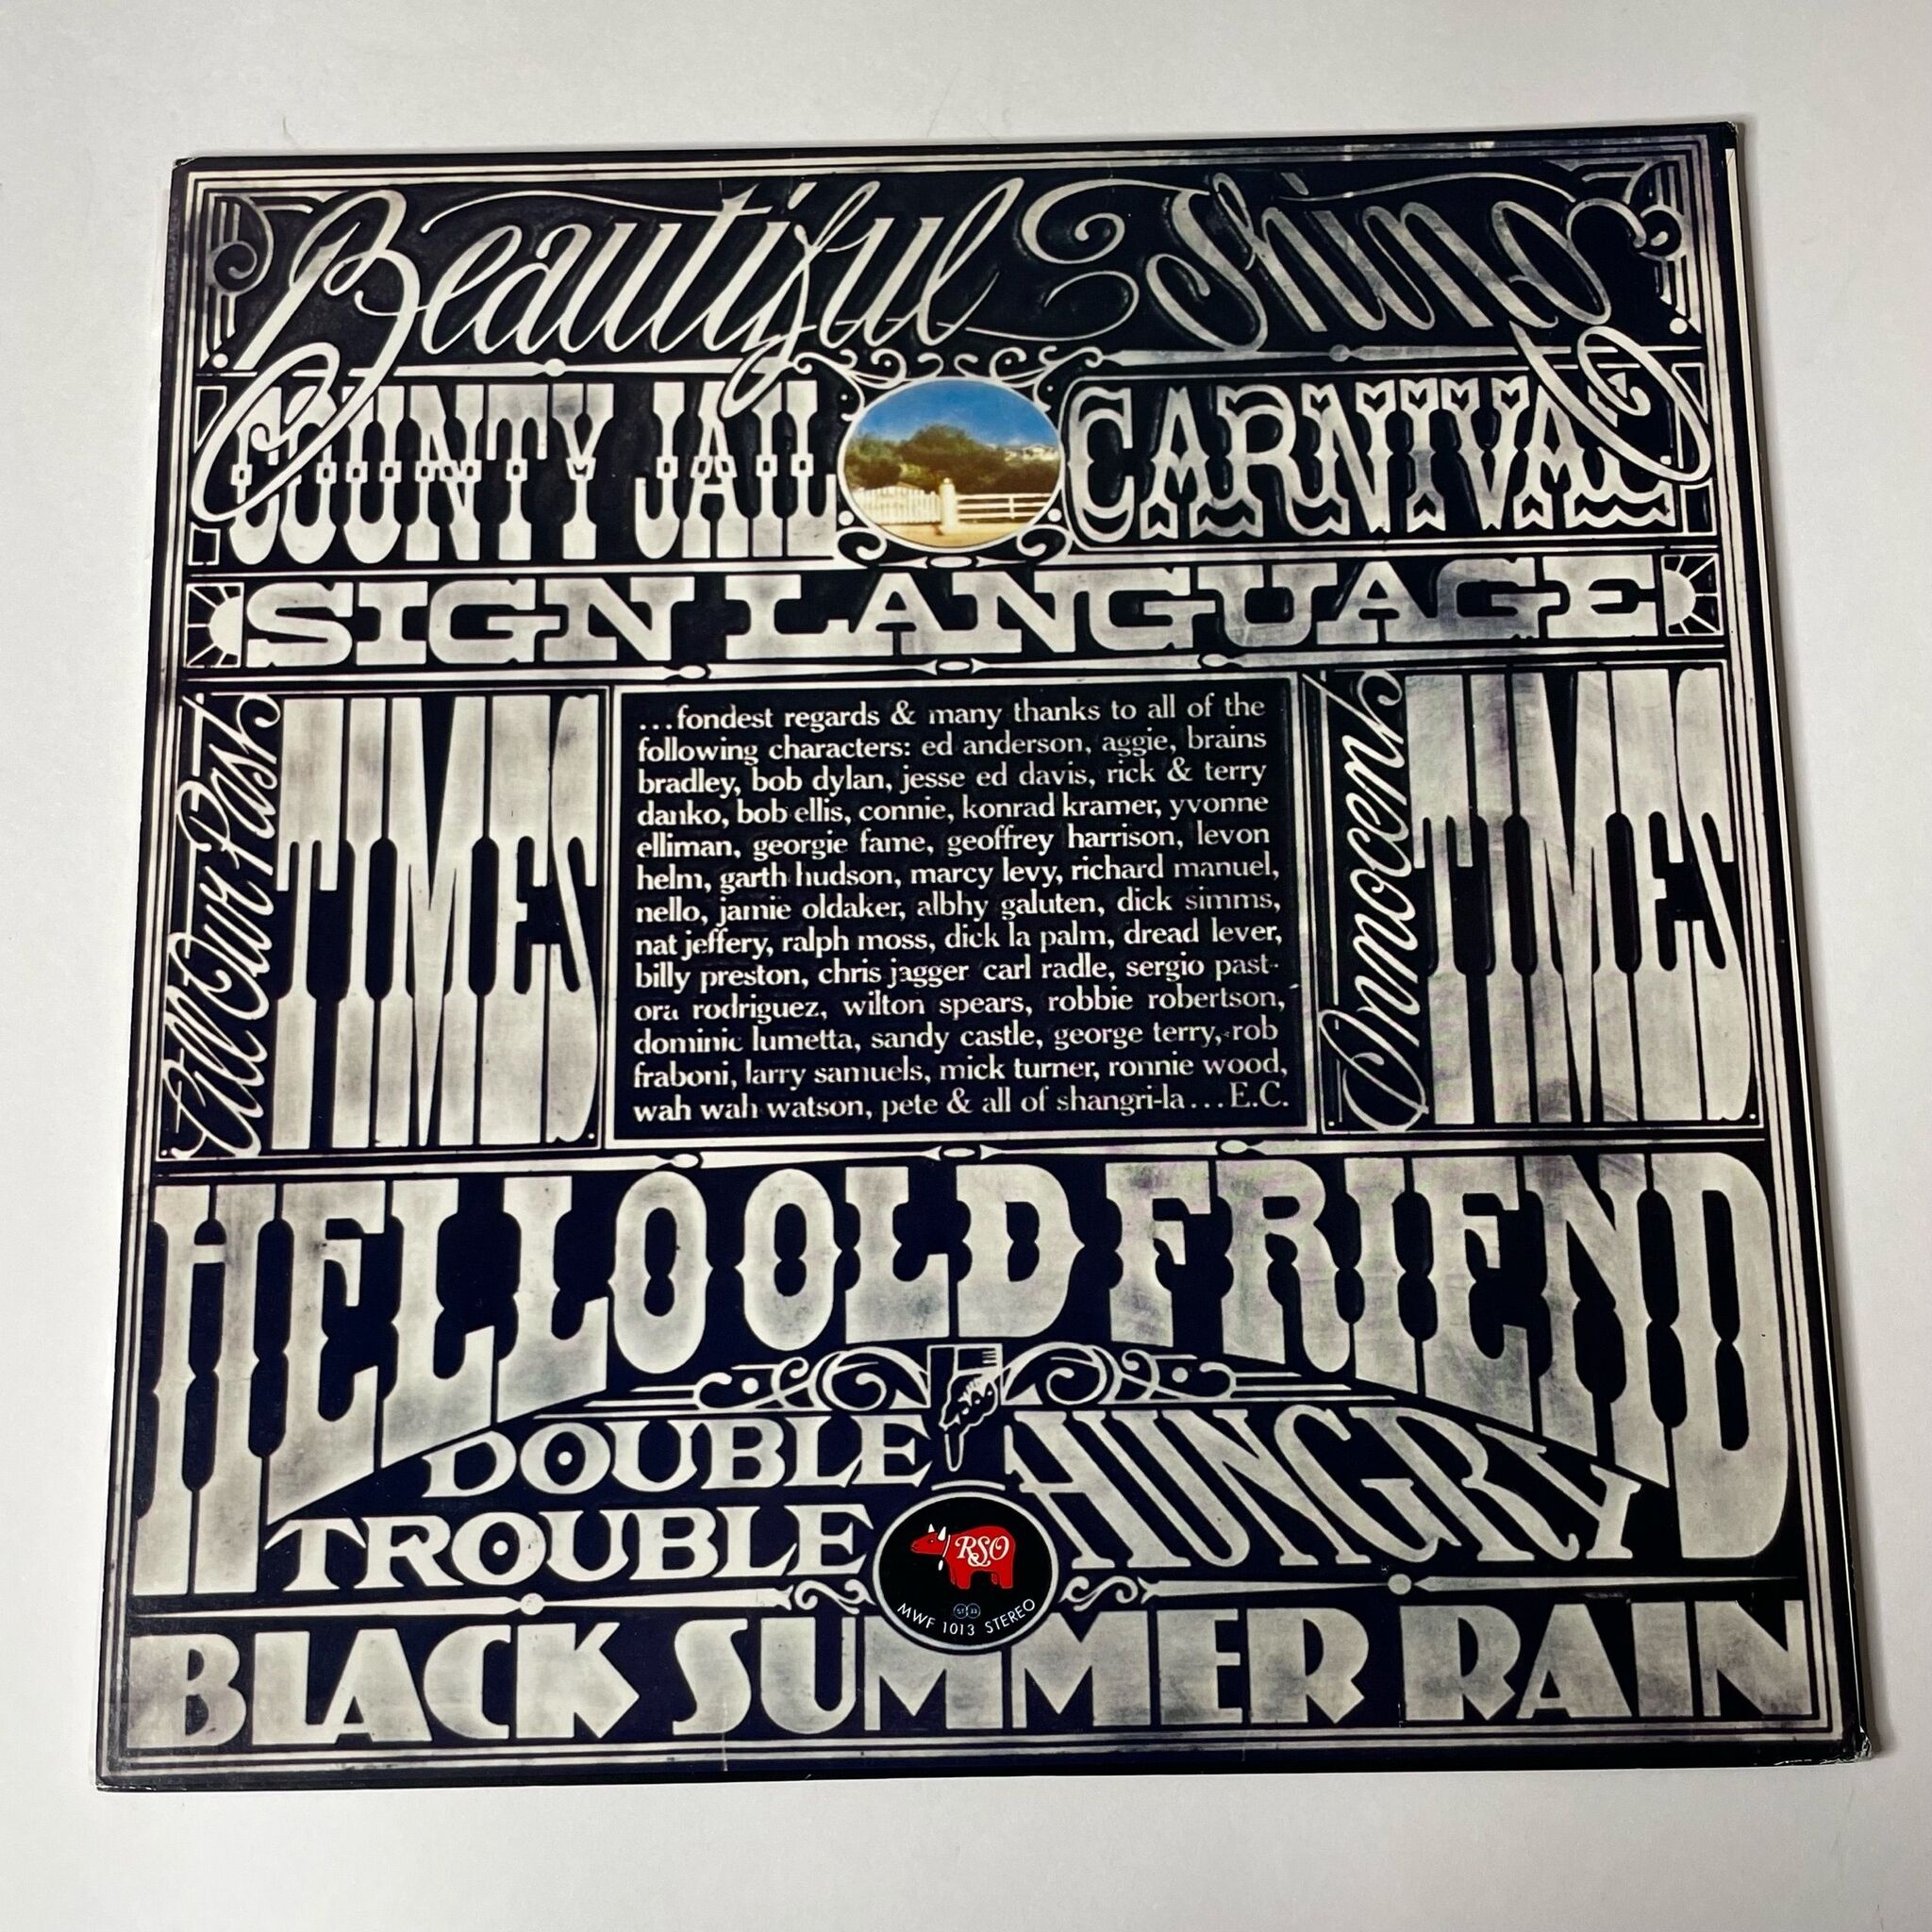 Beautiful Thing
COUNTY JAIL
CARNIVAL
SIGN LANGUAGE
All Our Past
TIMES
...fondest regards & many thanks to all of the
following characters: ed anderson, aggie, brains
bradley, bob dylan, jesse ed davis, rick & terry
danko, bob ellis, connie, konrad kramer, yvonne
elliman, georgie fame, geoffrey harrison, levon
helm, garth hudson, marcy levy, richard manuel,
nello, jamie oldaker, albhy galuten, dick simms,
nat jeffery, ralph moss, dick la palm, dread lever,
billy preston, chris jagger carl radle, sergio past-
ora rodriguez, wilton spears, robbie robertson,
dominic lumetta, sandy castle, george terry, rob
fraboni, larry samuels, mick turner, ronnie wood,
wah wah watson, pete & all of shangri-la...E.C.
Innocent
TIMES
HELLO OLD FRIEND
DOUBLE
TROUBLE
HUNGRY
RSO
MWF 1013 STEREO
BLACK SUMMER RAIN